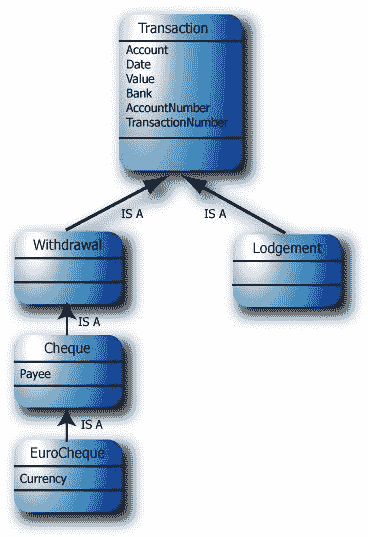 Transaction
Account
Date
Value
Bank
AccountNumber
TransactionNumber
IS A
IS A
Withdrawal
Lodgement
IS A
Cheque
Payee
IS A
EuroCheque
Currency